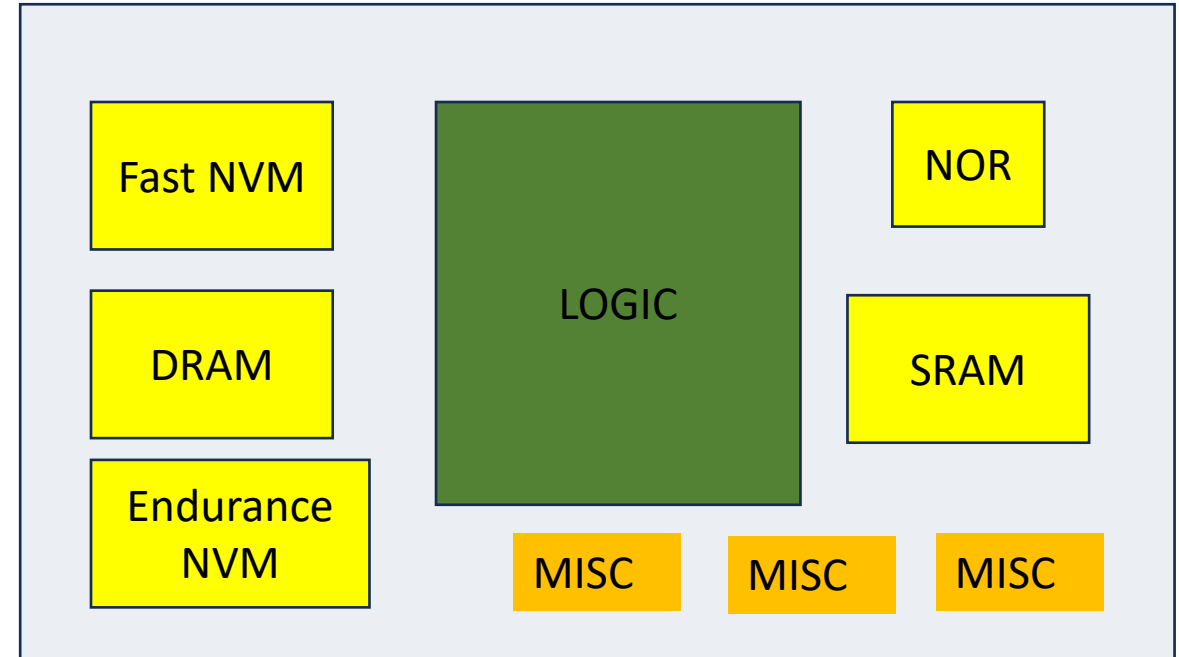 Fast NVM
LOGIC
NOR
DRAM
SRAM
Endurance
NVM
MISC
MISC
MISC